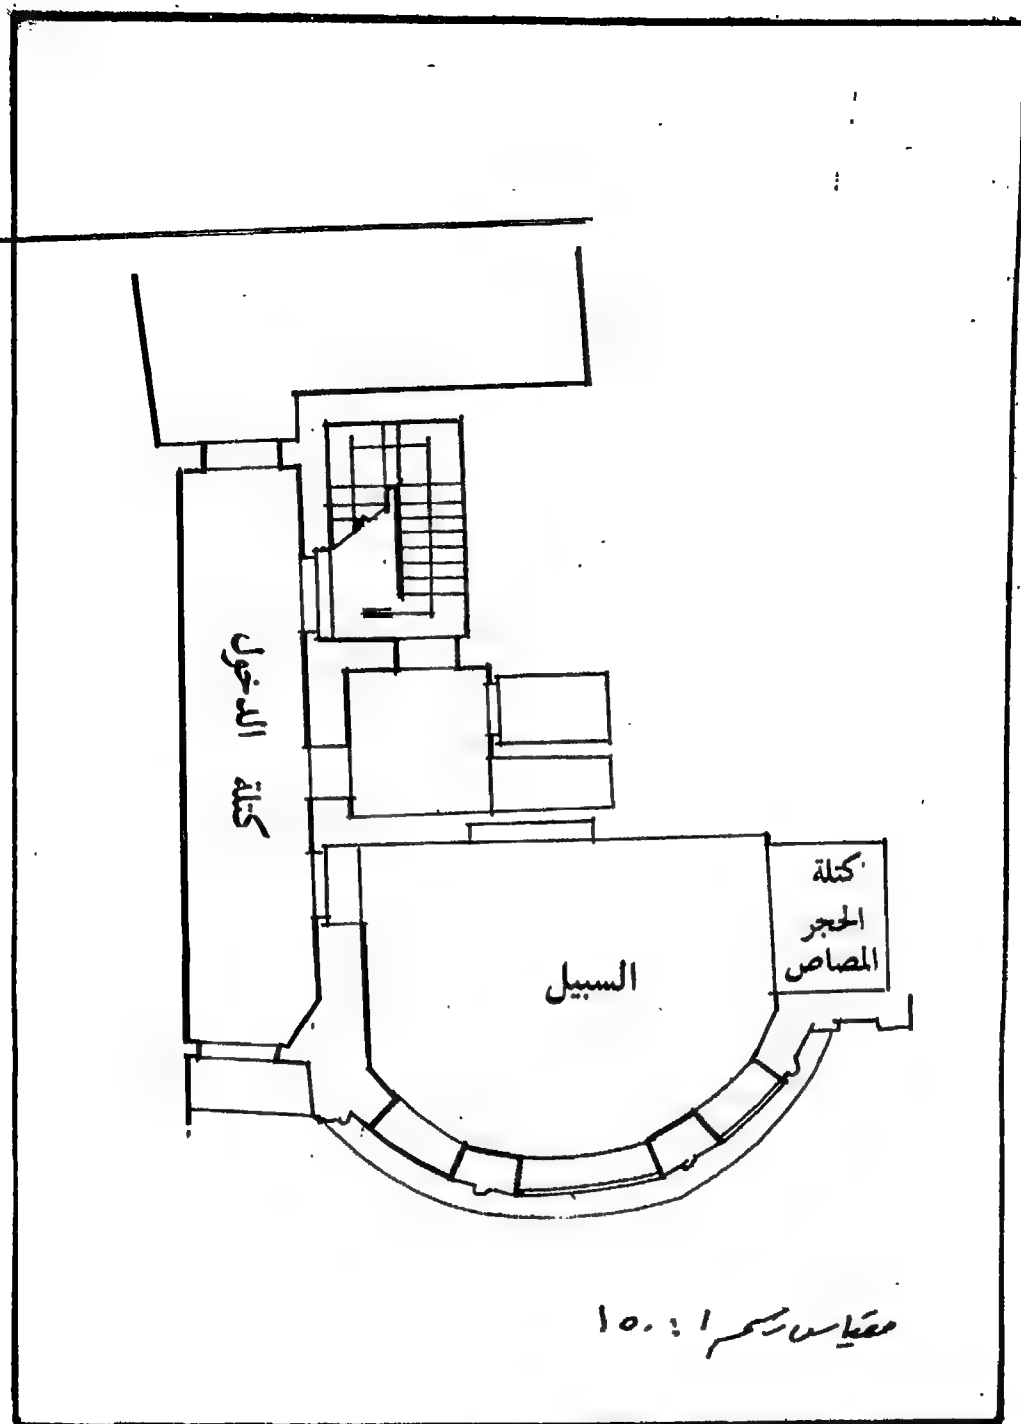 كتلة الدخول
كتلة
الحجر
المصاص
السبيل
مقياس رسم ١ : ١٥٠